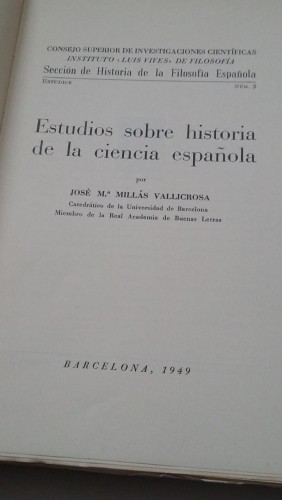 CONSEJO SUPERIOR DE INVESTIGACIONES CIENTÍFICAS
INSTITUTO «LUIS VIVES» DE FILOSOFÍA
Sección de Historia de la Filosofía Española
ESTUDIOS NÚM. 3
Estudios sobre historia
de la ciencia española
por
JOSÉ M.ª MILLÁS VALLICROSA
Catedrático de la Universidad de Barcelona
Miembro de la Real Academia de Buenas Letras
BARCELONA, 1949